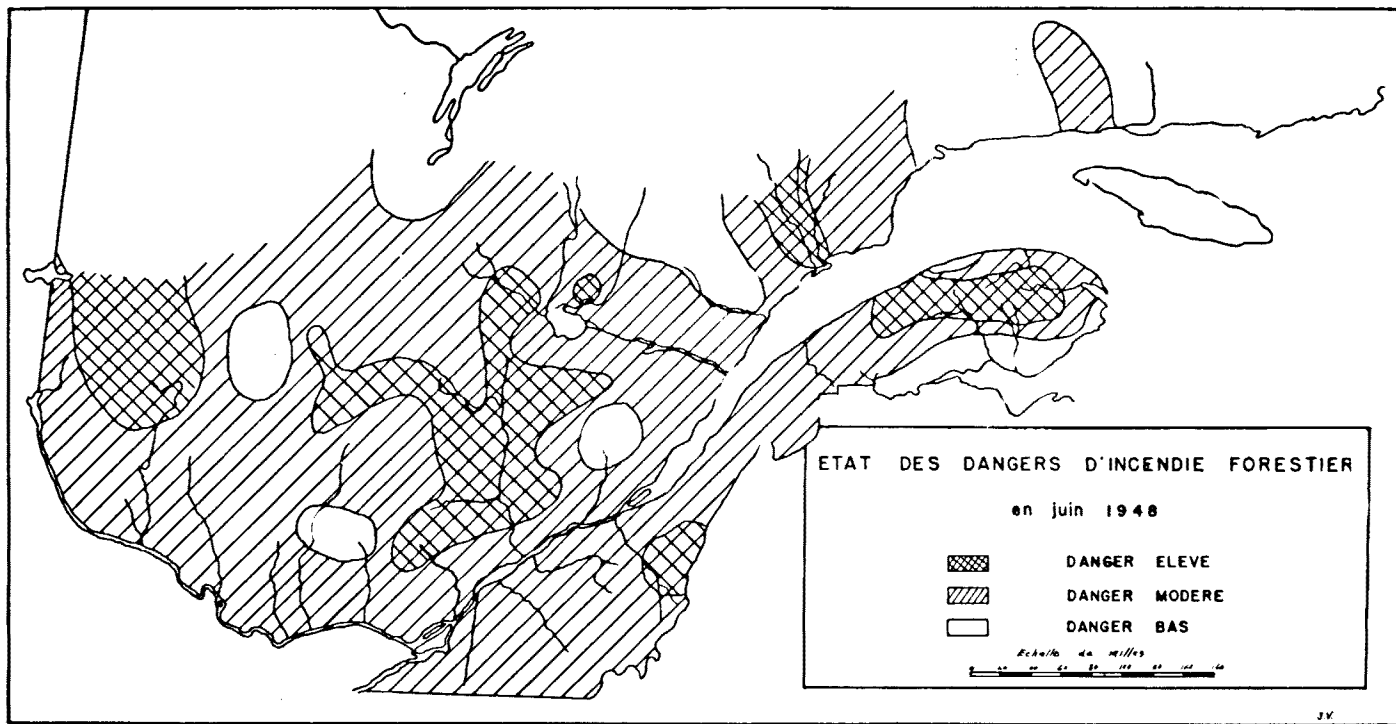 ETAT DES DANGERS D'INCENDIE FORESTIER
en juin 1948
DANGER ELEVE
DANGER MODERE
DANGER BAS
Echelle de milles
J.V.